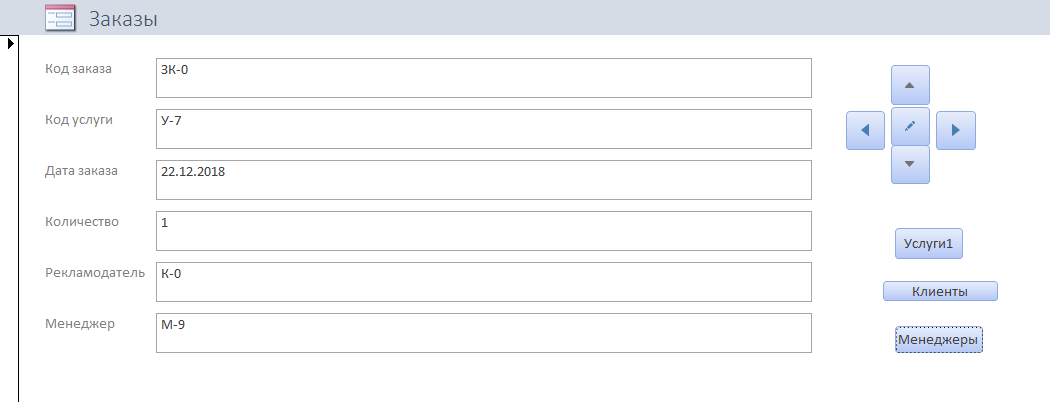 Заказы
Код заказа ЗК-0
Код услуги У-7
Дата заказа 22.12.2018
Количество 1
Услуги1
Рекламодатель К-0
Клиенты
Менеджер М-9
Менеджеры